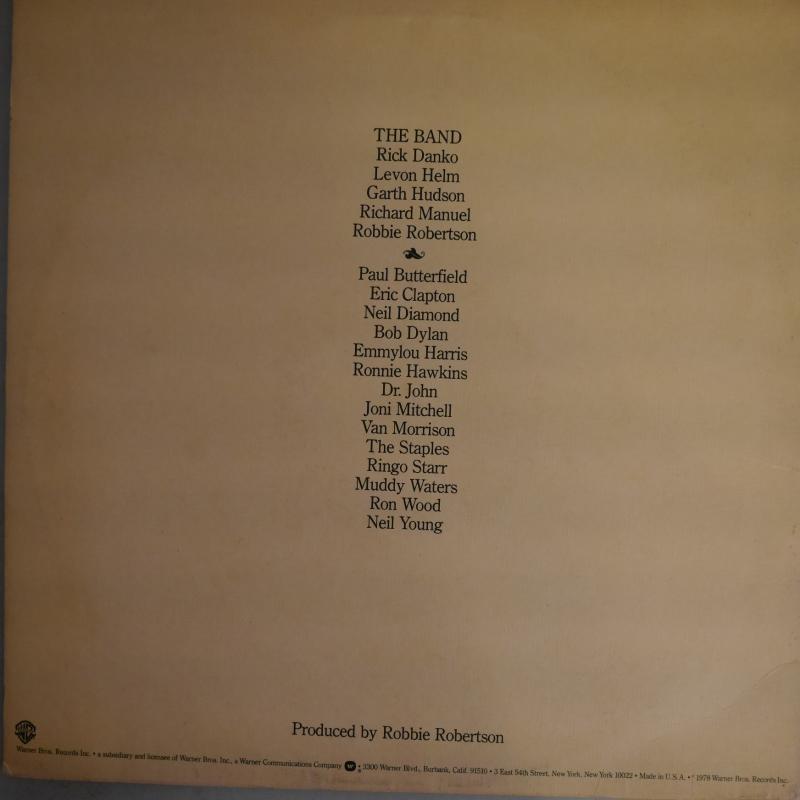 THE BAND
Rick Danko
Levon Helm
Garth Hudson
Richard Manuel
Robbie Robertson
Paul Butterfield
Eric Clapton
Neil Diamond
Bob Dylan
Emmylou Harris
Ronnie Hawkins
Dr. John
Joni Mitchell
Van Morrison
The Staples
Ringo Starr
Muddy Waters
Ron Wood
Neil Young
Produced by Robbie Robertson
Warner Bros. Records Inc. • a subsidiary and licensee of Warner Bros. Inc., a Warner Communications Company • 3300 Warner Blvd., Burbank, Calif. 91510 • 3 East 54th Street, New York, New York 10022 • Made in U.S.A. • © 1978 Warner Bros. Records Inc.